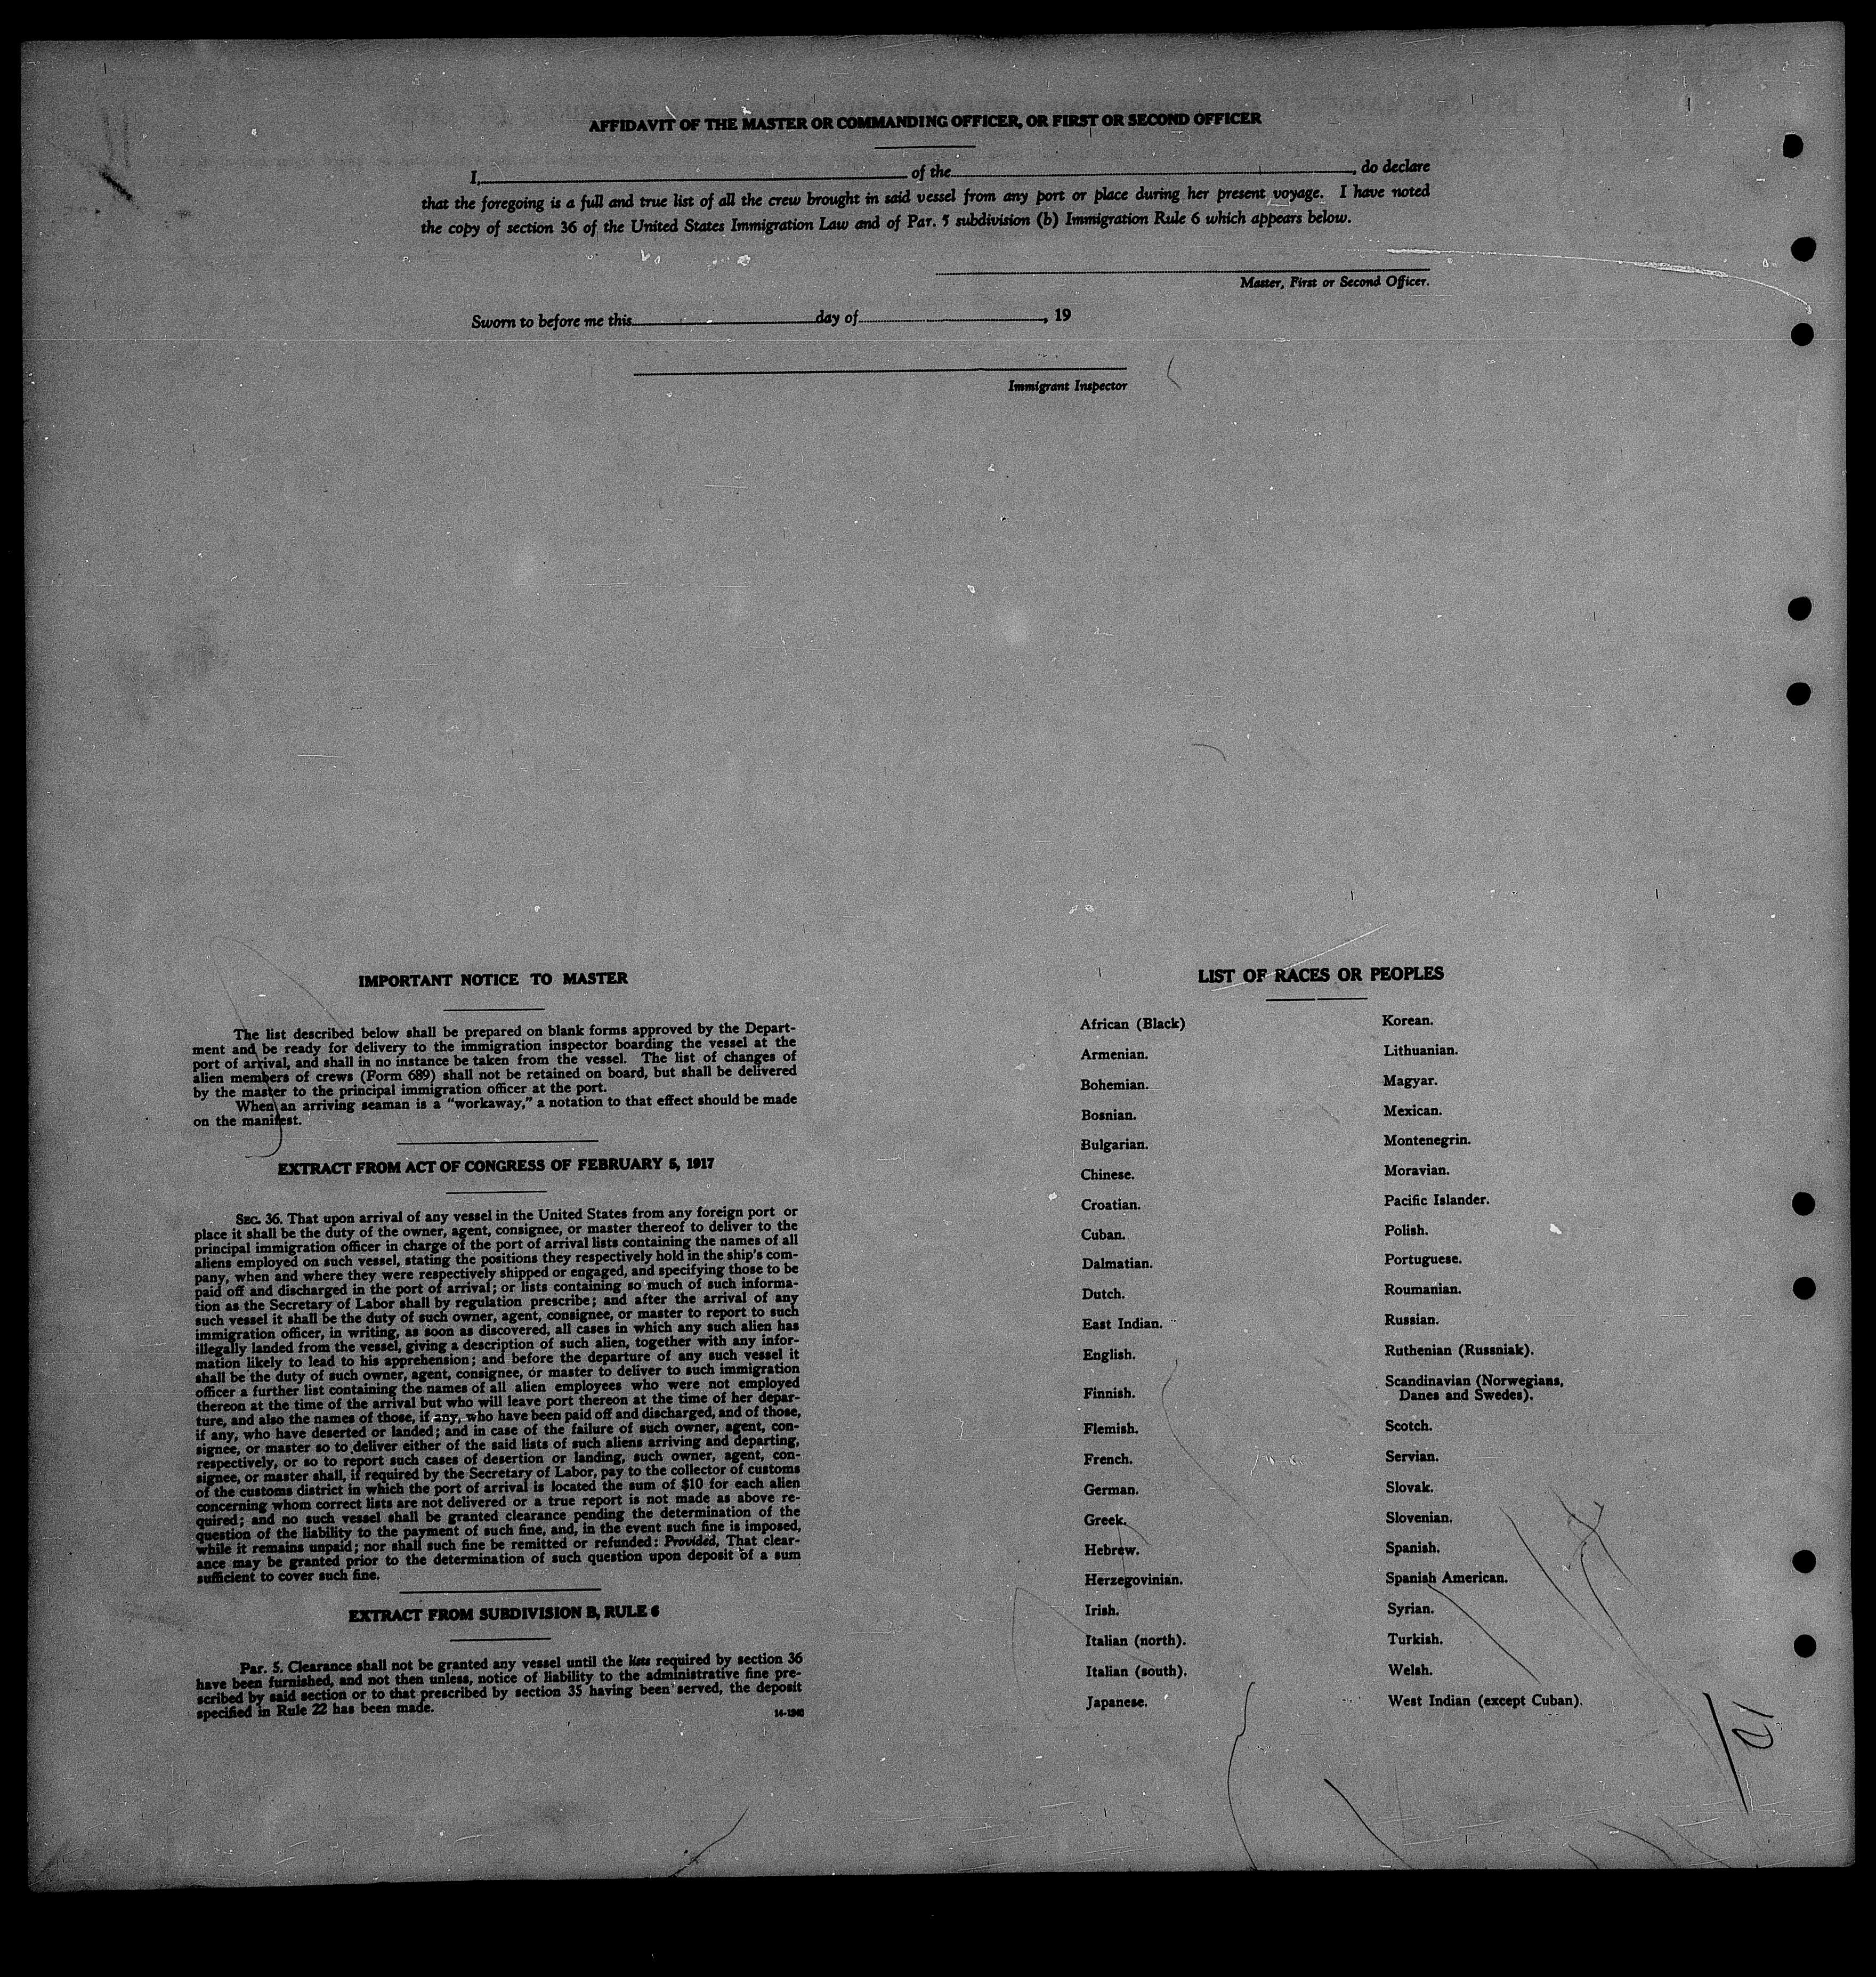 AFFIDAVIT OF THE MASTER OR COMMANDING OFFICER, OR FIRST OR SECOND OFFICER
I, of the , do declare
that the foregoing is a full and true list of all the crew brought in said vessel from any port or place during her present voyage. I have noted
the copy of section 36 of the United States Immigration Law and of Par. 5 subdivision (b) Immigration Rule 6 which appears below.
Master, First or Second Officer.
Sworn to before me this day of , 19
Immigrant Inspector
IMPORTANT NOTICE TO MASTER
The list described below shall be prepared on blank forms approved by the Depart-
ment and be ready for delivery to the immigration inspector boarding the vessel at the
port of arrival, and shall in no instance be taken from the vessel. The list of changes of
alien members of crews (Form 689) shall not be retained on board, but shall be delivered
by the master to the principal immigration officer at the port.
When an arriving seaman is a "workaway," a notation to that effect should be made
on the manifest.
EXTRACT FROM ACT OF CONGRESS OF FEBRUARY 5, 1917
SEC. 36. That upon arrival of any vessel in the United States from any foreign port or
place it shall be the duty of the owner, agent, consignee, or master thereof to deliver to the
principal immigration officer in charge of the port of arrival lists containing the names of all
aliens employed on such vessel, stating the positions they respectively hold in the ship's com-
pany, when and where they were respectively shipped or engaged, and specifying those to be
paid off and discharged in the port of arrival; or lists containing so much of such informa-
tion as the Secretary of Labor shall by regulation prescribe; and after the arrival of any
such vessel it shall be the duty of such owner, agent, consignee, or master to report to such
immigration officer, in writing, as soon as discovered, all cases in which any such alien has
illegally landed from the vessel, giving a description of such alien, together with any infor-
mation likely to lead to his apprehension; and before the departure of any such vessel it
shall be the duty of such owner, agent, consignee, or master to deliver to such immigration
officer a further list containing the names of all alien employees who were not employed
thereon at the time of the arrival but who will leave port thereon at the time of her depar-
ture, and also the names of those, if any, who have been paid off and discharged, and of those,
if any, who have deserted or landed; and in case of the failure of such owner, agent, con-
signee, or master so to deliver either of the said lists of such aliens arriving and departing,
respectively, or so to report such cases of desertion or landing, such owner, agent, con-
signee, or master shall, if required by the Secretary of Labor, pay to the collector of customs
of the customs district in which the port of arrival is located the sum of $10 for each alien
concerning whom correct lists are not delivered or a true report is not made as above re-
quired; and no such vessel shall be granted clearance pending the determination of the
question of the liability to the payment of such fine, and, in the event such fine is imposed,
while it remains unpaid; nor shall such fine be remitted or refunded: Provided, That clear-
ance may be granted prior to the determination of such question upon deposit of a sum
sufficient to cover such fine.
EXTRACT FROM SUBDIVISION B, RULE 6
Par. 5. Clearance shall not be granted any vessel until the lists required by section 36
have been furnished, and not then unless, notice of liability to the administrative fine pre-
scribed by said section or to that prescribed by section 35 having been served, the deposit
specified in Rule 22 has been made.
14-1240
LIST OF RACES OR PEOPLES
African (Black)
Armenian.
Bohemian.
Bosnian.
Bulgarian.
Chinese.
Croatian.
Cuban.
Dalmatian.
Dutch.
East Indian.
English.
Finnish.
Flemish.
French.
German.
Greek.
Hebrew.
Herzegovinian.
Irish.
Italian (north).
Italian (south).
Japanese.
Korean.
Lithuanian.
Magyar.
Mexican.
Montenegrin.
Moravian.
Pacific Islander.
Polish.
Portuguese.
Roumanian.
Russian.
Ruthenian (Russniak).
Scandinavian (Norwegians,
Danes and Swedes).
Scotch.
Servian.
Slovak.
Slovenian.
Spanish.
Spanish American.
Syrian.
Turkish.
Welsh.
West Indian (except Cuban).